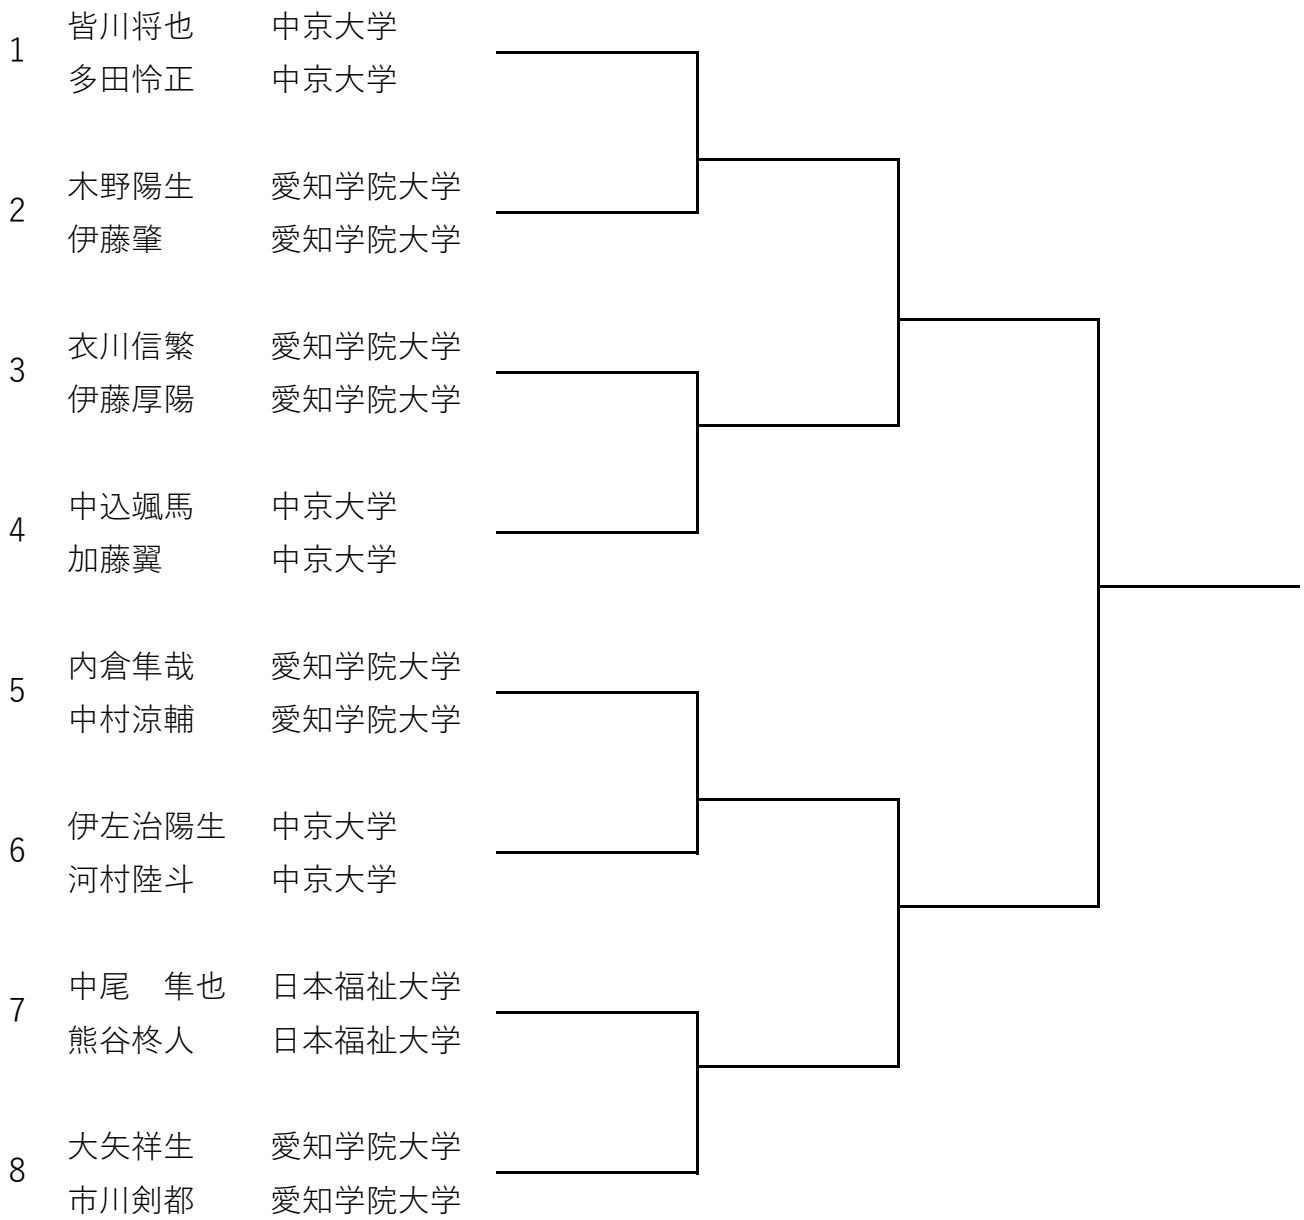 1
皆川将也 中京大学
多田怜正 中京大学
2
木野陽生 愛知学院大学
伊藤肇 愛知学院大学
3
衣川信繁 愛知学院大学
伊藤厚陽 愛知学院大学
4
中込颯馬 中京大学
加藤翼 中京大学
5
内倉隼哉 愛知学院大学
中村涼輔 愛知学院大学
6
伊左治陽生 中京大学
河村陸斗 中京大学
7
中尾　隼也 日本福祉大学
熊谷柊人 日本福祉大学
8
大矢祥生 愛知学院大学
市川剣都 愛知学院大学